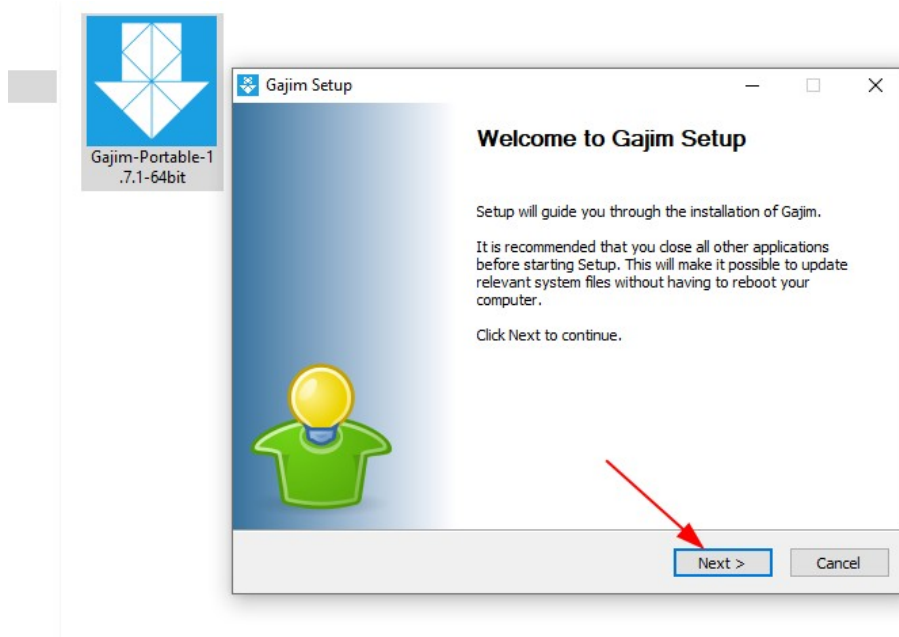 Gajim-Portable-1
.7.1-64bit
Gajim Setup
Welcome to Gajim Setup
Setup will guide you through the installation of Gajim.
It is recommended that you close all other applications
before starting Setup. This will make it possible to update
relevant system files without having to reboot your
computer.
Click Next to continue.
Next >
Cancel